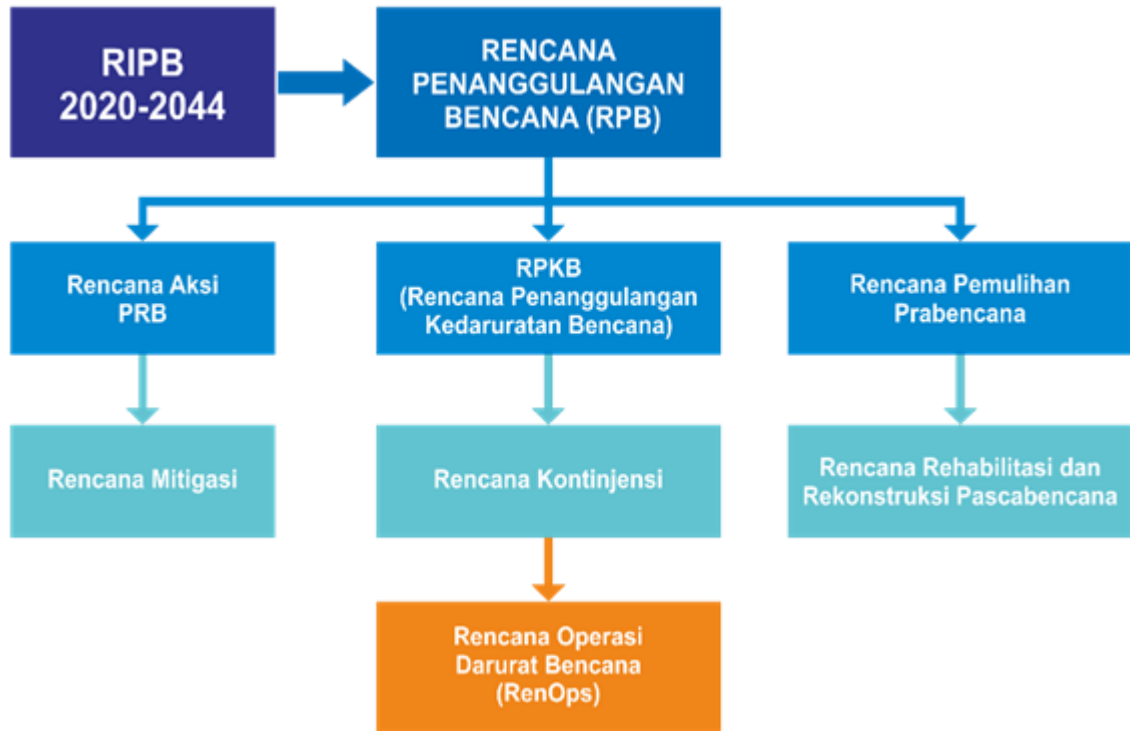 RIPB
2020-2044
RENCANA
PENANGGULANGAN
BENCANA (RPB)
Rencana Aksi
PRB
RPKB
(Rencana Penanggulangan
Kedaruratan Bencana)
Rencana Pemulihan
Prabencana
Rencana Mitigasi
Rencana Kontinjensi
Rencana Rehabilitasi dan
Rekonstruksi Pascabencana
Rencana Operasi
Darurat Bencana
(RenOps)